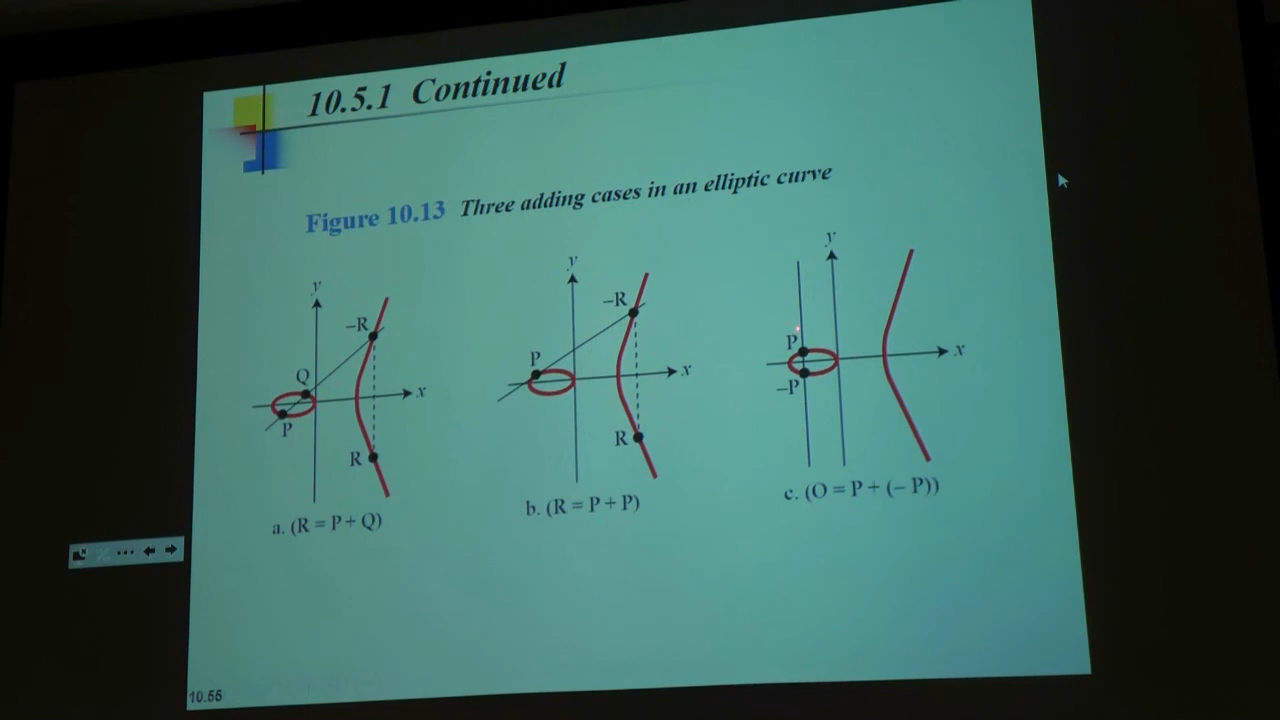 10.5.1 Continued
Figure 10.13 Three adding cases in an elliptic curve
y
-R
Q
x
P
R
a. (R = P + Q)
y
-R
P
x
R
b. (R = P + P)
y
P
x
-P
c. (O = P + (- P))
10.55